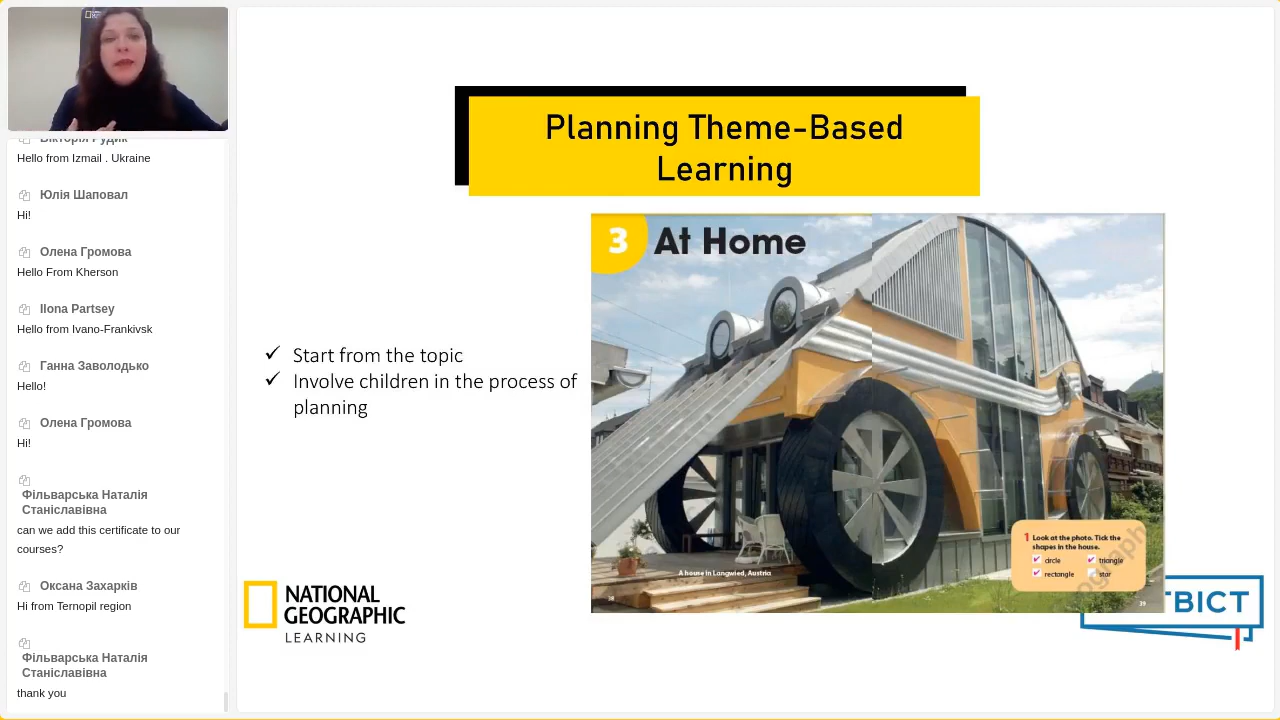 Вікторія Рудик
Hello from Izmail . Ukraine
Юлія Шаповал
Hi!
Олена Громова
Hello From Kherson
Ilona Partsey
Hello from Ivano-Frankivsk
Ганна Заволодько
Hello!
Олена Громова
Hi!
Фільварська Наталія
Станіславівна
can we add this certificate to our
courses?
Оксана Захарків
Hi from Ternopil region
Фільварська Наталія
Станіславівна
thank you
Planning Theme-Based
Learning
Start from the topic
Involve children in the process of
planning
3 At Home
A house in Langwied, Austria
1 Look at the photo. Tick the
shapes in the house.
circle triangle
rectangle star
38
39
NATIONAL
GEOGRAPHIC
LEARNING
ВІСТ